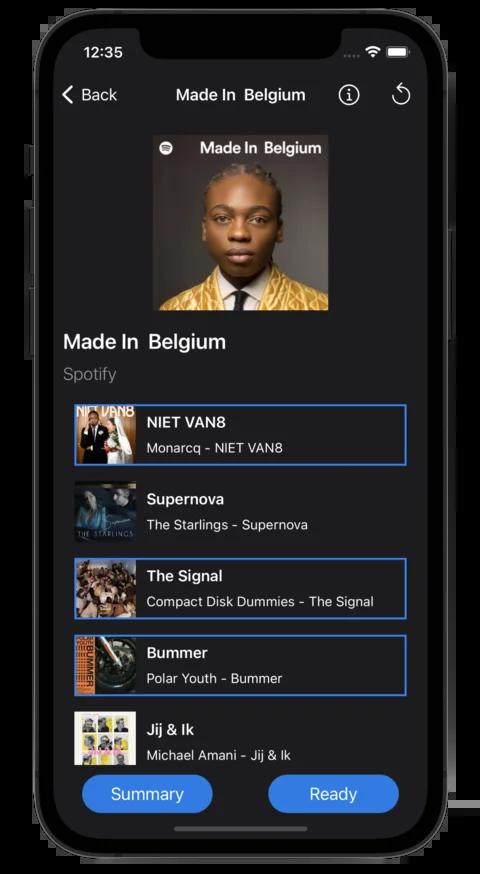 12:35
Back
Made In Belgium
Made In Belgium
Made In Belgium
Spotify
NIET VAN8
NIET VAN8
Monarcq - NIET VAN8
Supernova
Supernova
THE STARLINGS
The Starlings - Supernova
The Signal
Compact Disk Dummies - The Signal
BUMMER
Bummer
Polar Youth - Bummer
Jij & Ik
Michael Amani - Jij & Ik
Summary
Ready